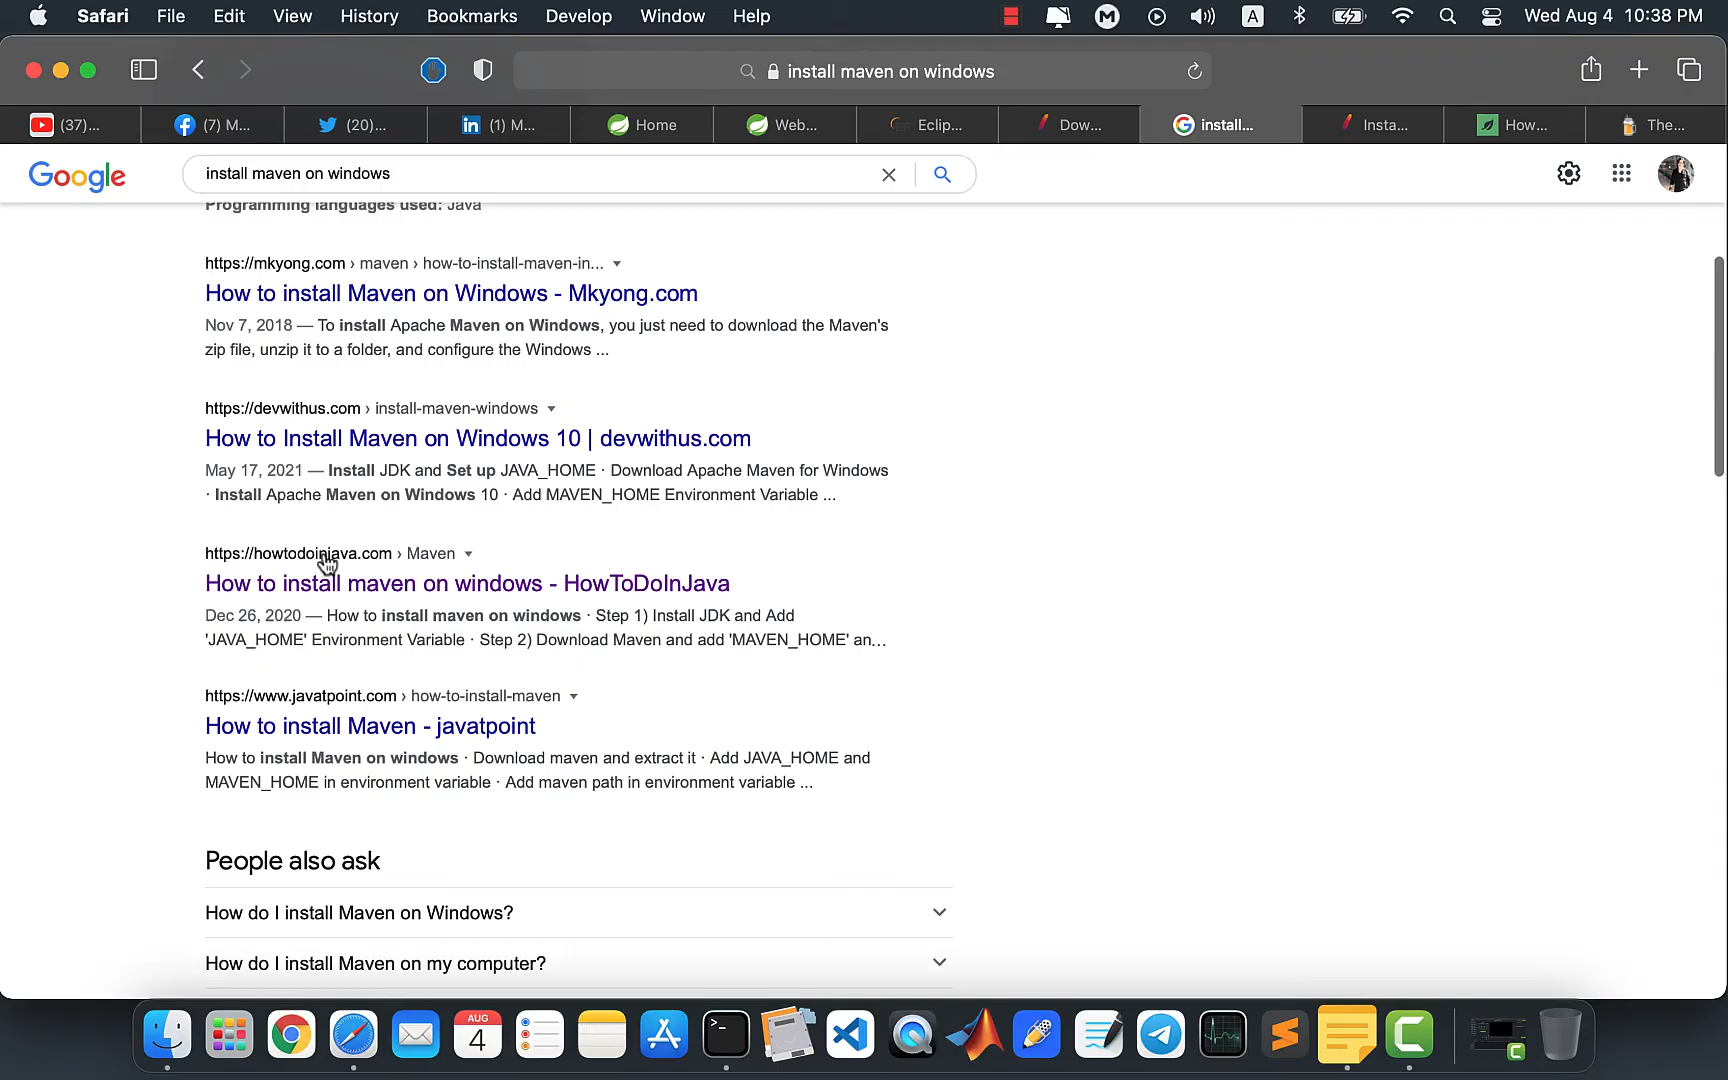 Safari File Edit View History Bookmarks Develop Window Help
M A Wed Aug 4 10:38 PM
install maven on windows
(37)... (7) M... (20)... (1) M... Home Web... Eclip... Dow... install... Insta... How... The...
Google install maven on windows
Programming languages used: Java
https://mkyong.com › maven › how-to-install-maven-in...
How to install Maven on Windows - Mkyong.com
Nov 7, 2018 — To install Apache Maven on Windows, you just need to download the Maven's
zip file, unzip it to a folder, and configure the Windows ...
https://devwithus.com › install-maven-windows
How to Install Maven on Windows 10 | devwithus.com
May 17, 2021 — Install JDK and Set up JAVA_HOME · Download Apache Maven for Windows
· Install Apache Maven on Windows 10 · Add MAVEN_HOME Environment Variable ...
https://howtodoinjava.com › Maven
How to install maven on windows - HowToDoInJava
Dec 26, 2020 — How to install maven on windows · Step 1) Install JDK and Add
'JAVA_HOME' Environment Variable · Step 2) Download Maven and add 'MAVEN_HOME' an...
https://www.javatpoint.com › how-to-install-maven
How to install Maven - javatpoint
How to install Maven on windows · Download maven and extract it · Add JAVA_HOME and
MAVEN_HOME in environment variable · Add maven path in environment variable ...
People also ask
How do I install Maven on Windows?
How do I install Maven on my computer?
AUG
4